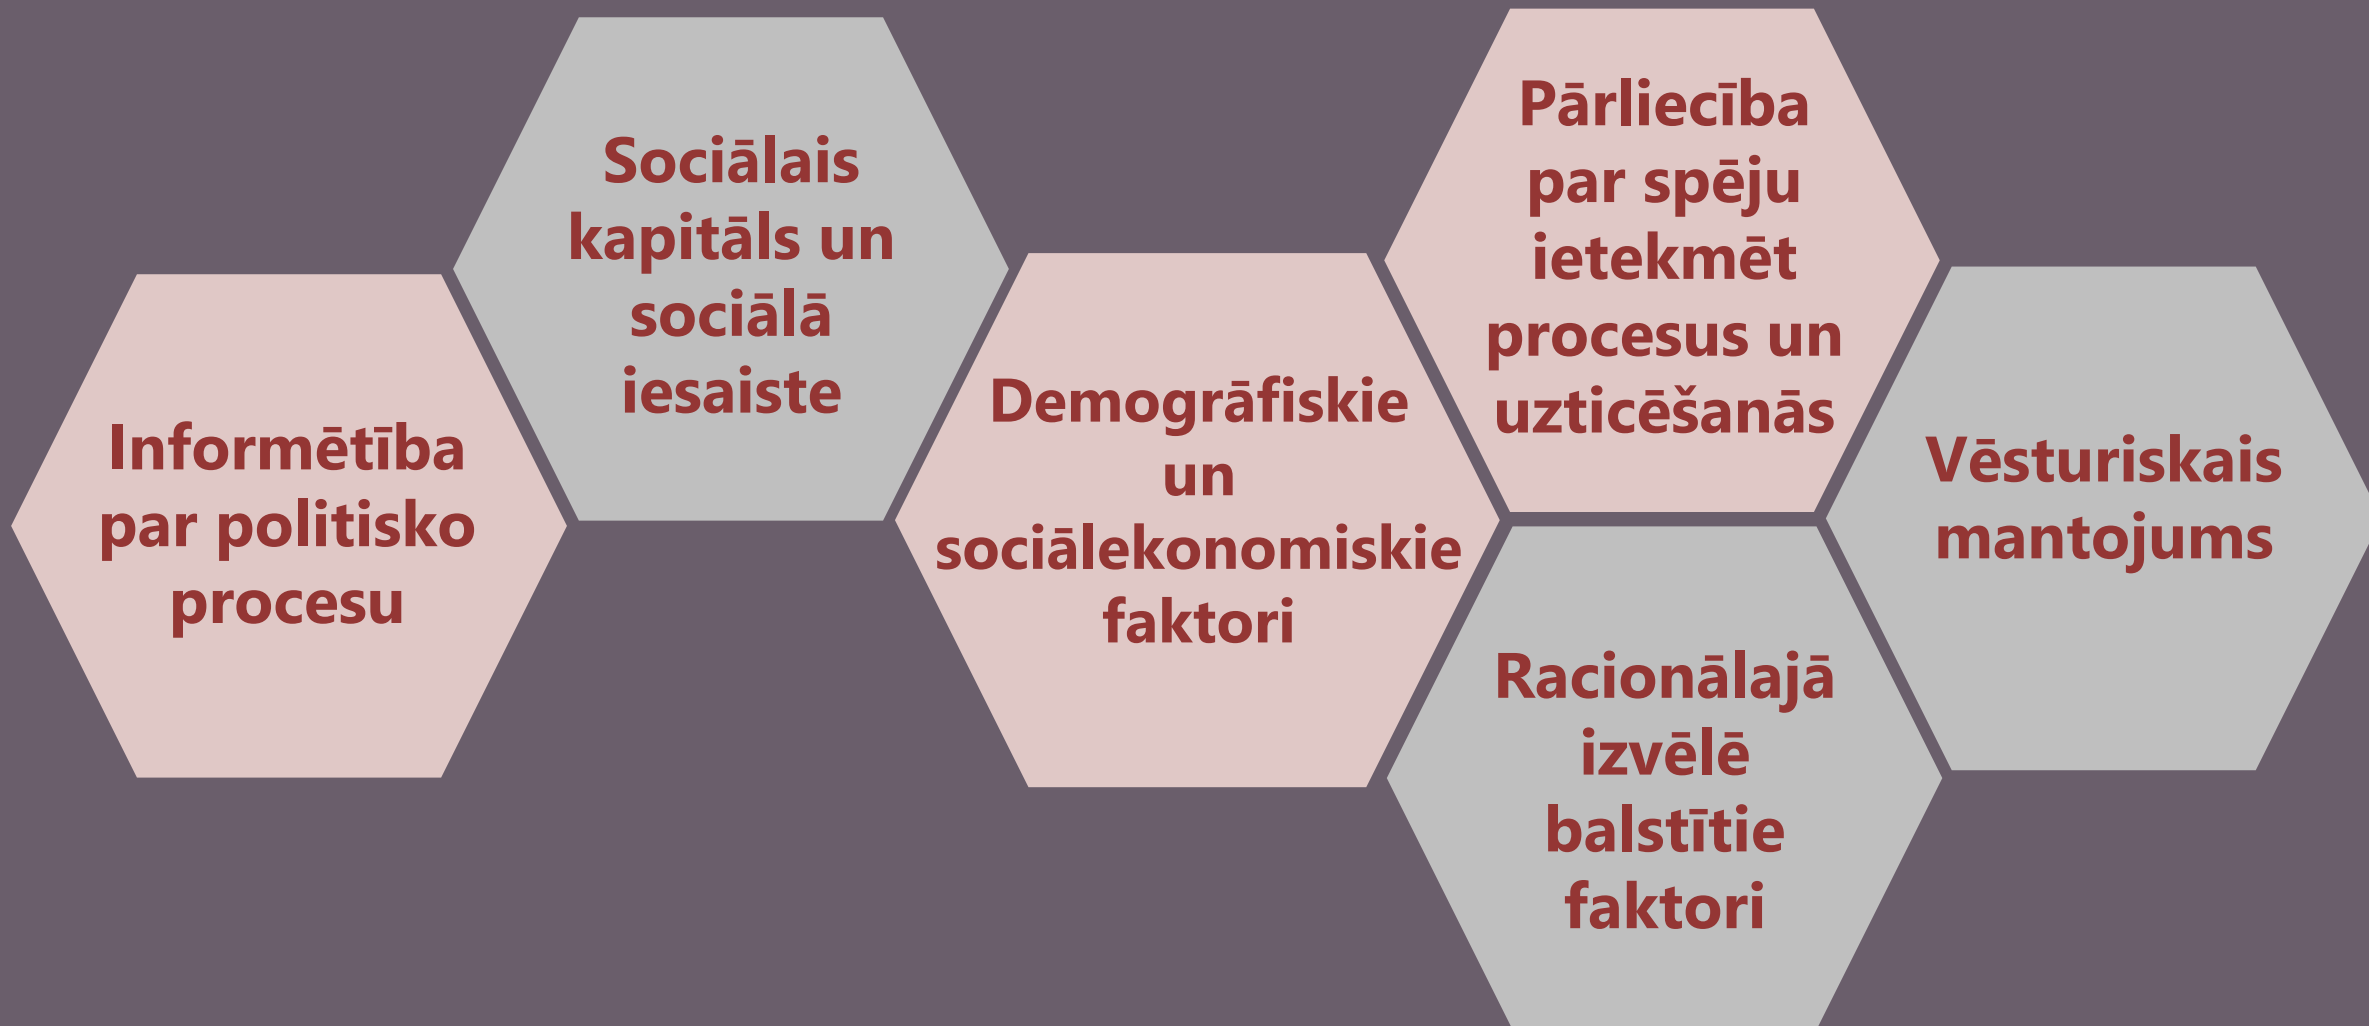 Informētība
par politisko
procesu
Sociālais
kapitāls un
sociālā
iesaiste
Demogrāfiskie
un
sociālekonomiskie
faktori
Pārliecība
par spēju
ietekmēt
procesus un
uzticēšanās
Racionālajā
izvēlē
balstītie
faktori
Vēsturiskais
mantojums